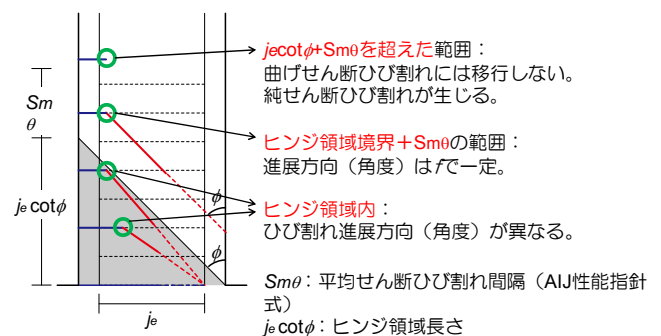 jecotϕ+Smθを超えた範囲：
曲げせん断ひび割れには移行しない。
純せん断ひび割れが生じる。
Sm
θ
ヒンジ領域境界＋Smθの範囲：
進展方向（角度）はfで一定。
je cotϕ
ϕ
ヒンジ領域内：
ひび割れ進展方向（角度）が異なる。
ϕ
Smθ：平均せん断ひび割れ間隔（AIJ性能指針
式）
je cotϕ：ヒンジ領域長さ
je